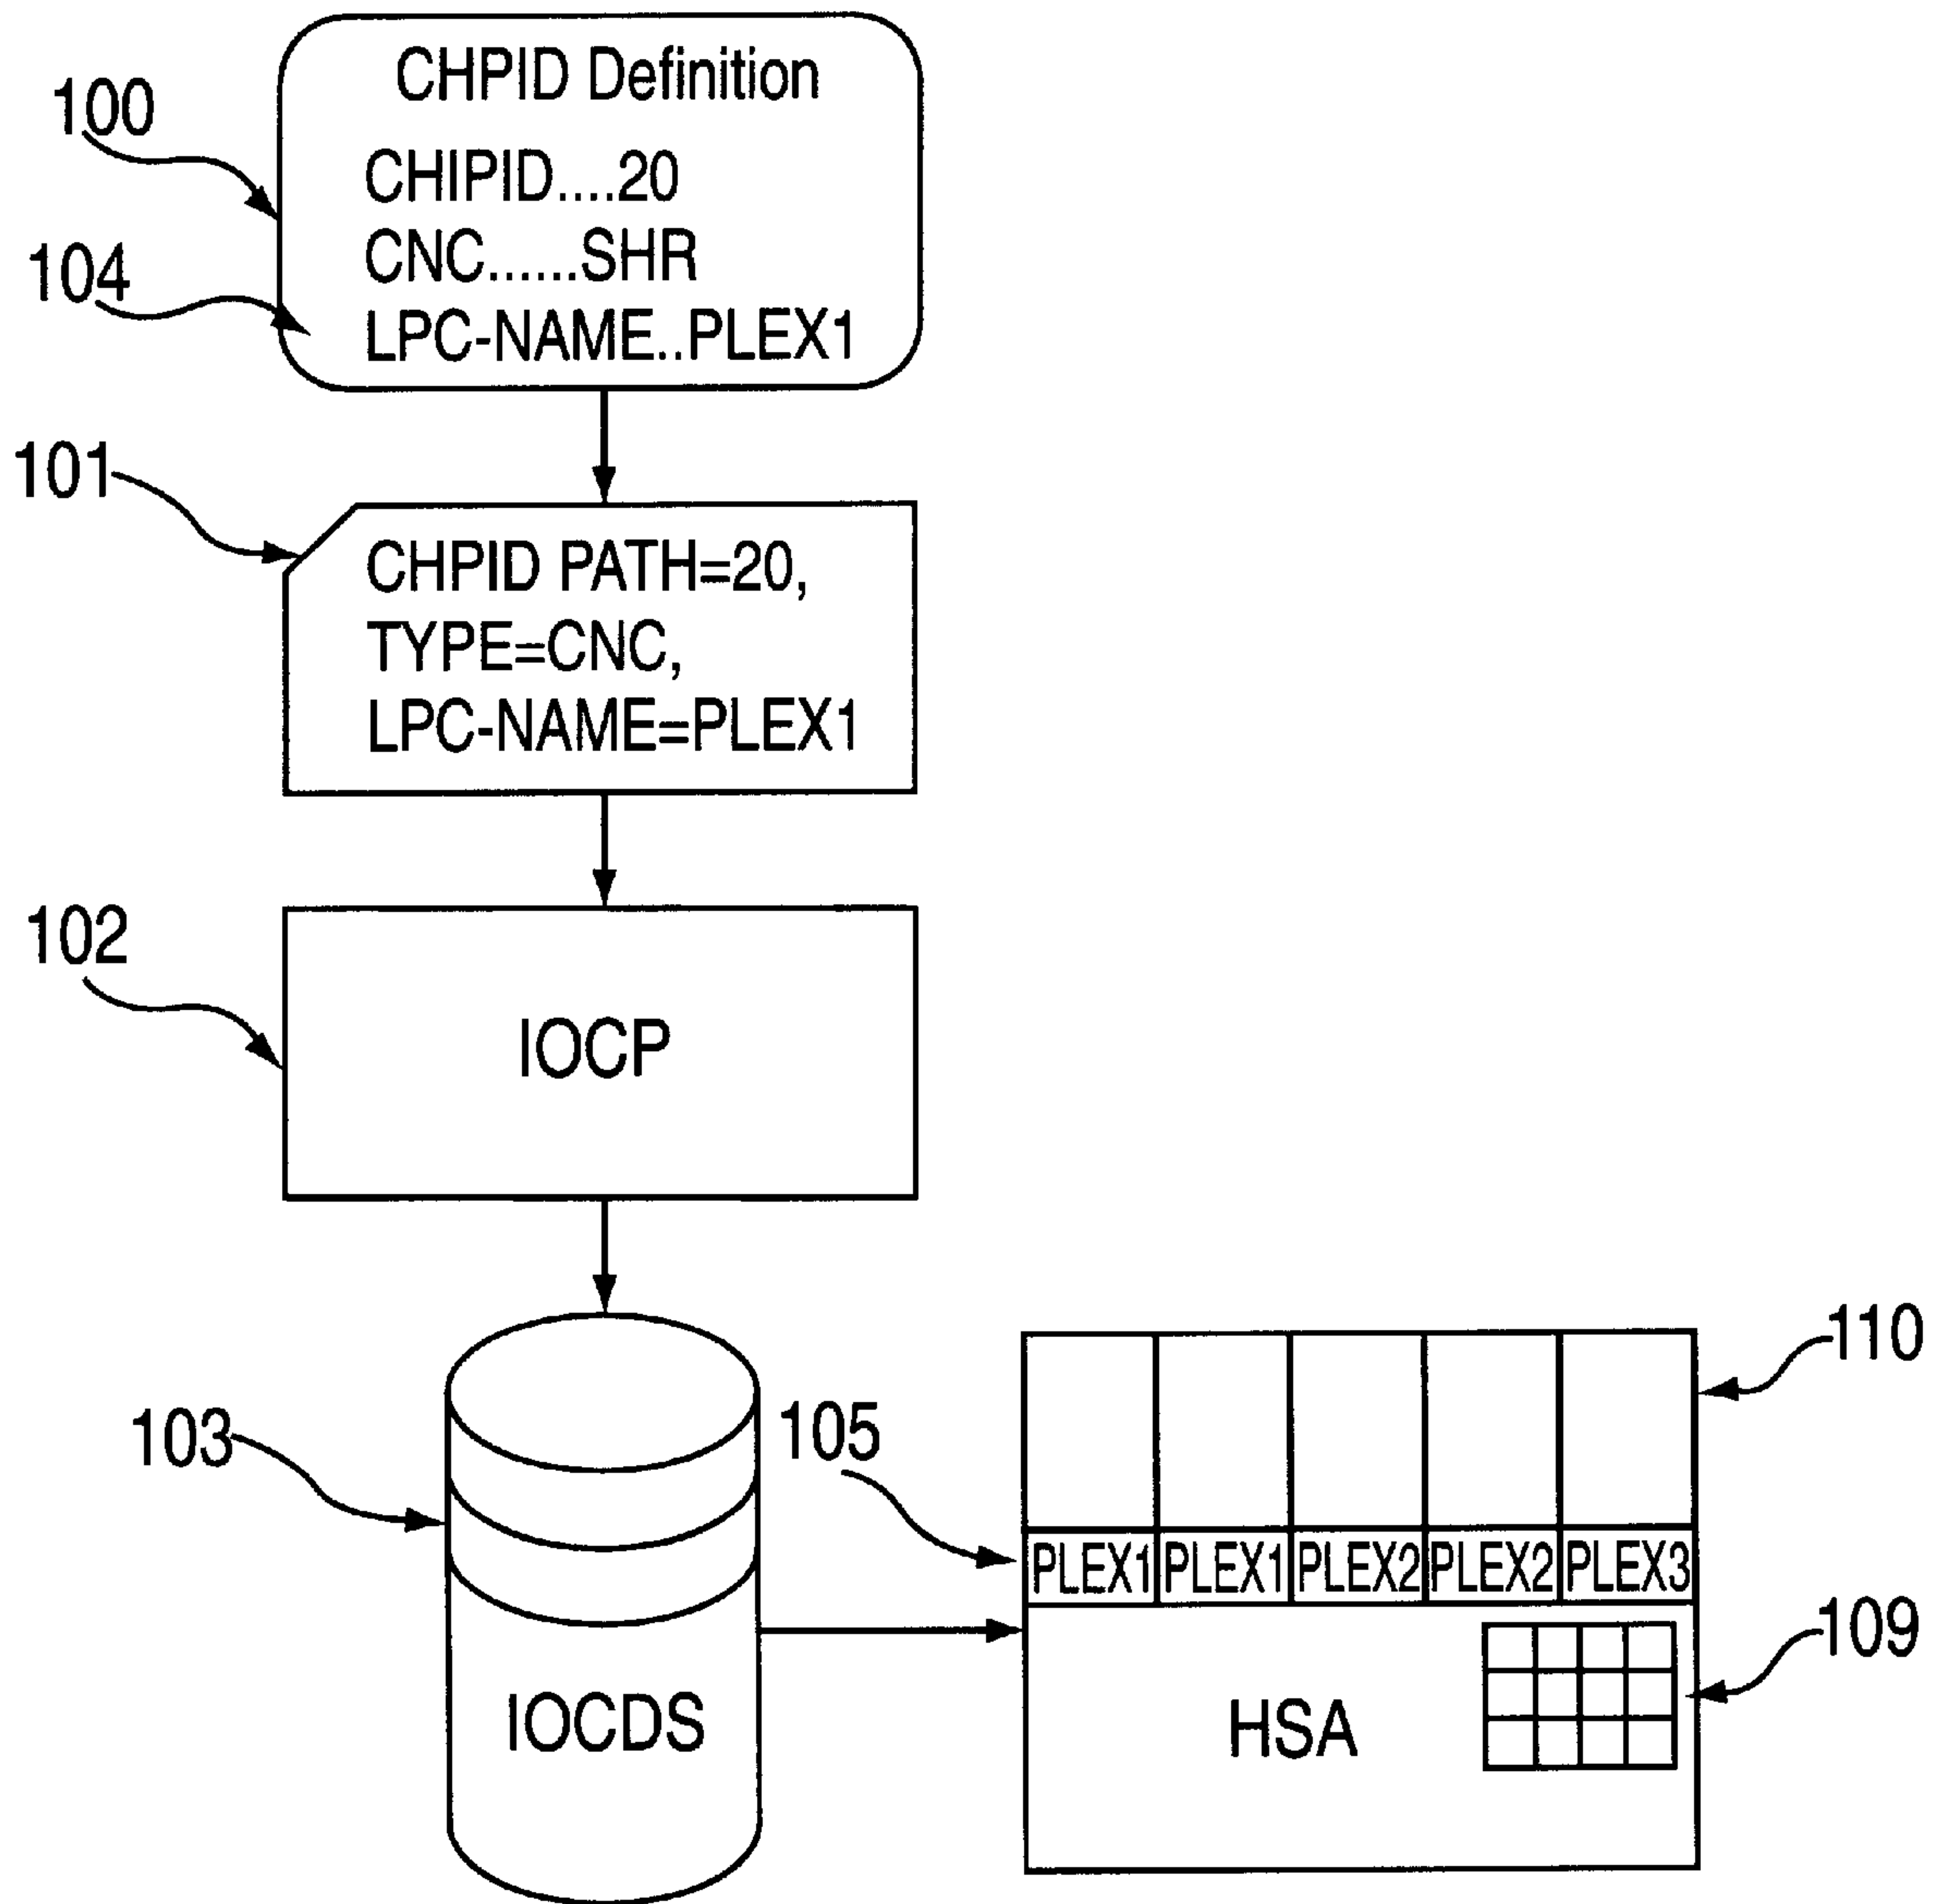 100
CHPID Definition
CHIPID....20
CNC......SHR
104
LPC-NAME..PLEX1
101
CHPID PATH=20,
TYPE=CNC,
LPC-NAME=PLEX1
102
IOCP
103
IOCDS
105
110
PLEX1 PLEX1 PLEX2 PLEX2 PLEX3
109
HSA